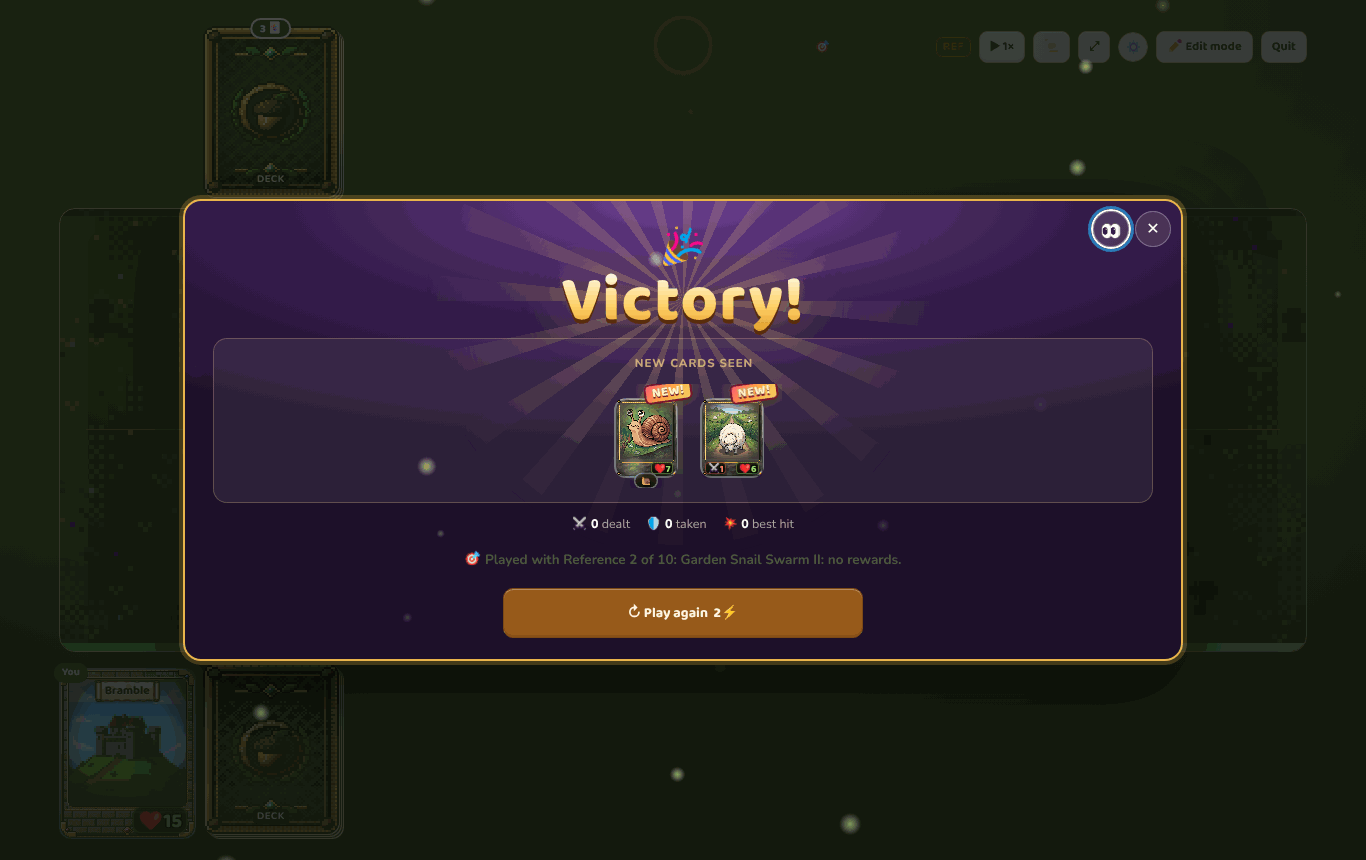 3
REF
▶ 1×
Edit mode
Quit
DECK
Victory!
NEW CARDS SEEN
NEW!
NEW!
7
1
6
0 dealt
0 taken
0 best hit
Played with Reference 2 of 10: Garden Snail Swarm II: no rewards.
↻ Play again 2⚡
You
Bramble
15
DECK